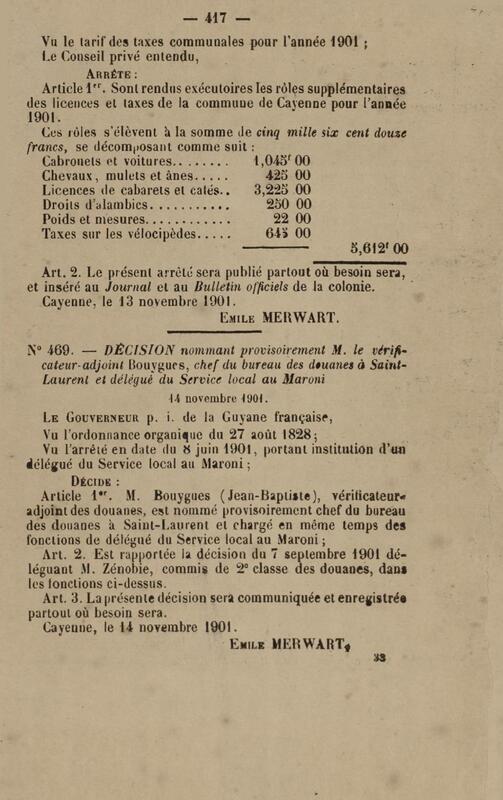 — 417 —
Vu le tarif des taxes communales pour l'année 1901 ;
Le Conseil privé entendu,
ARRÊTE :
Article 1er. Sont rendus exécutoires les rôles supplémentaires
des licences et taxes de la commune de Cayenne pour l'année
1901.
Ces rôles s'élèvent à la somme de cinq mille six cent douze
francs, se décomposant comme suit :
Cabronets et voitures........ 1,045f 00
Chevaux, mulets et ânes..... 425 00
Licences de cabarets et cafés.. 3,225 00
Droits d'alambics........... 250 00
Poids et mesures............ 22 00
Taxes sur les vélocipèdes..... 645 00
5,612f 00
Art. 2. Le présent arrêté sera publié partout où besoin sera,
et inséré au Journal et au Bulletin officiels de la colonie.
Cayenne, le 13 novembre 1901.
EMILE MERWART.
N° 469. — DÉCISION nommant provisoirement M. le vérifi-
cateur-adjoint Bouygues, chef du bureau des douanes à Saint-
Laurent et délégué du Service local au Maroni
14 novembre 1901.
LE GOUVERNEUR p. i. de la Guyane française,
Vu l'ordonnance organique du 27 août 1828 ;
Vu l'arrêté en date du 8 juin 1901, portant institution d'un
délégué du Service local au Maroni ;
DÉCIDE :
Article 1er. M. Bouygues (Jean-Baptiste), vérificateur-
adjoint des douanes, est nommé provisoirement chef du bureau
des douanes à Saint-Laurent et chargé en même temps des
fonctions de délégué du Service local au Maroni ;
Art. 2. Est rapportée la décision du 7 septembre 1901 dé-
léguant M. Zénobie, commis de 2e classe des douanes, dans
les fonctions ci-dessus.
Art. 3. La présente décision sera communiquée et enregistrée
partout où besoin sera.
Cayenne, le 14 novembre 1901.
EMILE MERWART.
33